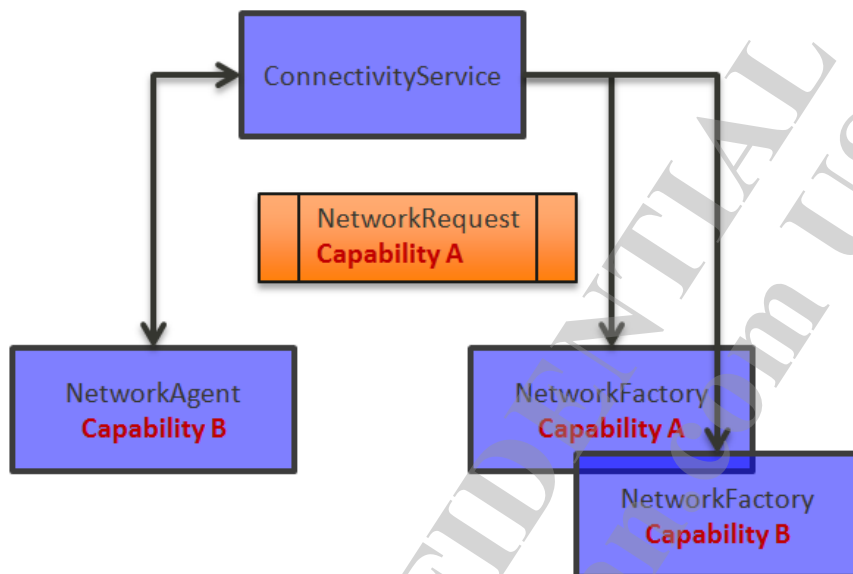 ConnectivityService
NetworkRequest
Capability A
NetworkAgent
Capability B
NetworkFactory
Capability A
NetworkFactory
Capability B